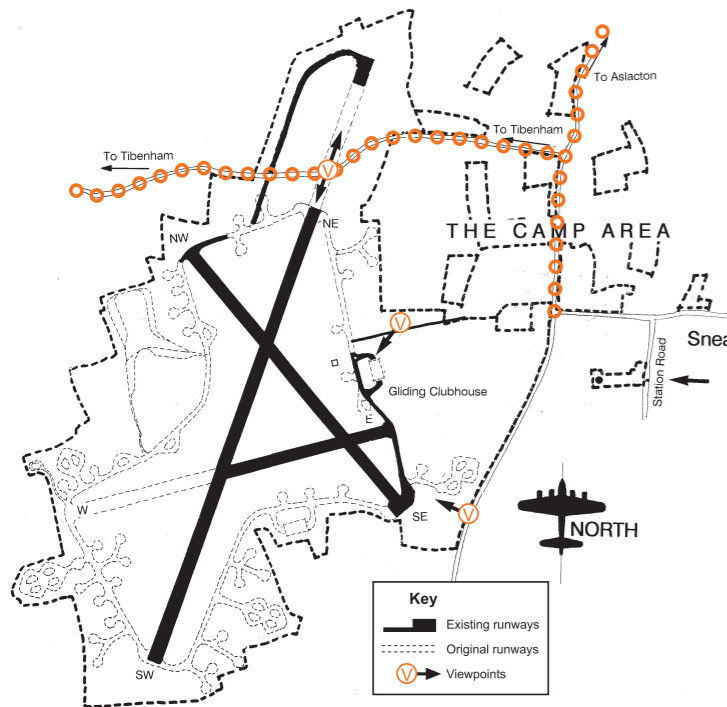 To Aslacton
To Tibenham
To Tibenham
V
NE
THE CAMP AREA
NW
V
Snea
Station Road
Gliding Clubhouse
E
W
V
SE
NORTH
Key
Existing runways
Original runways
V
Viewpoints
SW